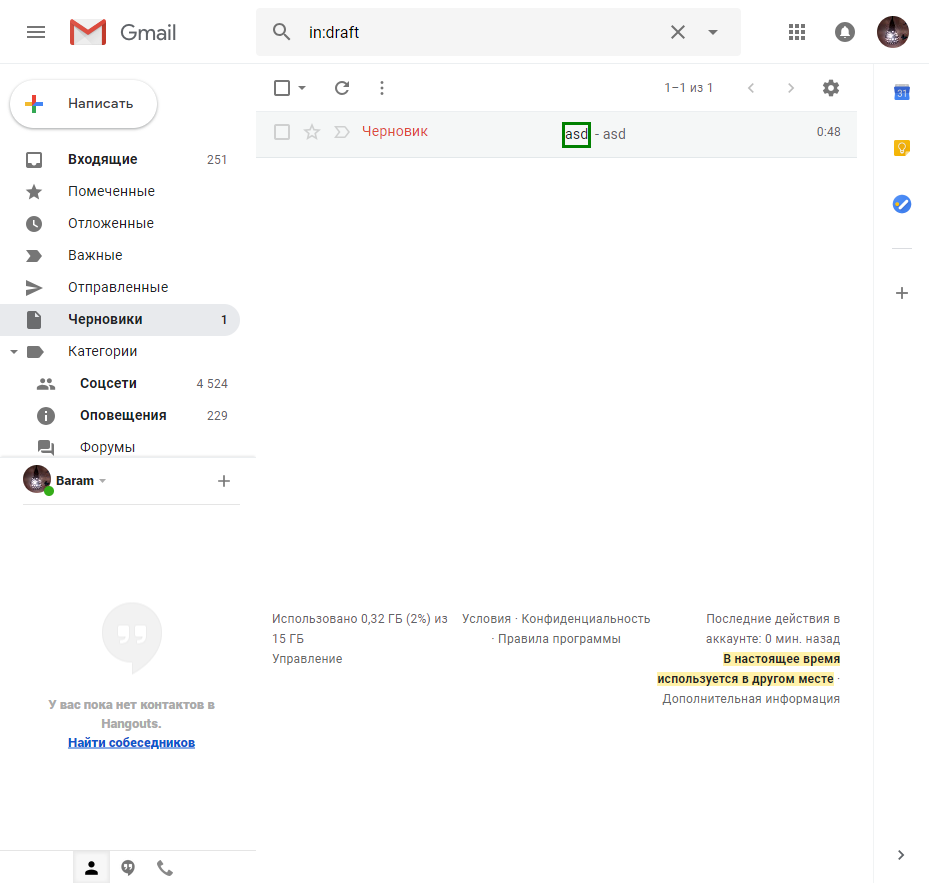 Gmail
in:draft
Написать
1–1 из 1
31
Черновик
asd - asd
0:48
Входящие 251
Помеченные
Отложенные
Важные
Отправленные
Черновики 1
Категории
Соцсети 4 524
Оповещения 229
Форумы
Baram
У вас пока нет контактов в
Hangouts.
Найти собеседников
Использовано 0,32 ГБ (2%) из
15 ГБ
Управление
Условия · Конфиденциальность
· Правила программы
Последние действия в
аккаунте: 0 мин. назад
В настоящее время
используется в другом месте ·
Дополнительная информация